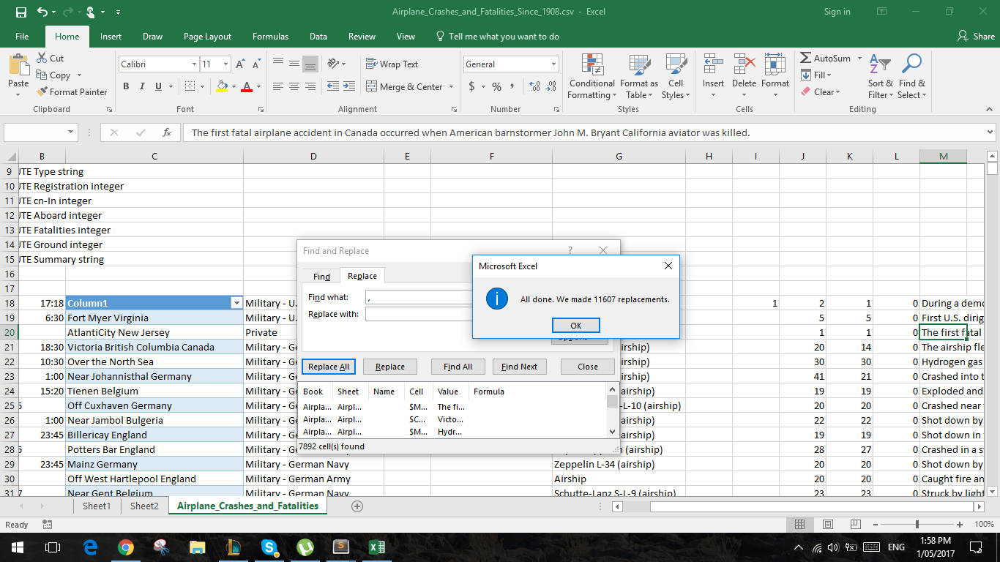 Airplane_Crashes_and_Fatalities_Since_1908.csv - Excel
Sign in
File Home Insert Draw Page Layout Formulas Data Review View Tell me what you want to do Share
Cut
Copy
Format Painter
Paste
Clipboard
Calibri 11
B I U
Font
Wrap Text
Merge & Center
Alignment
General
$ % ,
Number
Conditional Formatting
Format as Table
Cell Styles
Styles
Insert Delete Format
Cells
AutoSum
Fill
Clear
Sort & Filter
Find & Select
Editing
fx The first fatal airplane accident in Canada occurred when American barnstormer John M. Bryant California aviator was killed.
B C D E F G H I J K L M
9 UTE Type string
10 UTE Registration integer
11 UTE cn-In integer
12 UTE Aboard integer
13 UTE Fatalities integer
14 UTE Ground integer
15 UTE Summary string
16
17
18 17:18 Column1 Military - U. 1 2 1 0 During a demo
19 6:30 Fort Myer Virginia Military - U. 5 5 0 First U.S. dirig
20 AtlantiCity New Jersey Private 1 1 0 The first fatal
21 18:30 Victoria British Columbia Canada Military - Ge irship) 20 14 0 The airship fle
22 10:30 Over the North Sea Military - Ge irship) 30 30 0 Hydrogen gas
23 1:00 Near Johannisthal Germany Military - Ge irship) 41 21 0 Crashed into t
24 15:20 Tienen Belgium Military - Ge airship) 19 19 0 Exploded and
25 5 Off Cuxhaven Germany Military - Ge -L-10 (airship) 20 20 0 Crashed near
26 1:00 Near Jambol Bulgeria Military - Ge airship) 22 22 0 Shot down by
27 23:45 Billericay England Military - Ge airship) 19 19 0 Shot down in
28 5 Potters Bar England Military - Ge (airship) 28 27 0 Crashed in a st
29 23:45 Mainz Germany Military - German Navy Zeppelin L-34 (airship) 20 20 0 Shot down by
30 Off West Hartlepool England Military - German Army Airship 20 20 0 Caught fire an
31 7 Near Gent Belgium Military - German Navy Schutte-Lanz S-L-9 (airship) 23 23 0 Struck by light
Find and Replace ?
Find Replace
Find what: ,
Replace with:
Options
Replace All Replace Find All Find Next Close
Book Sheet Name Cell Value Formula
Airpla... Airpl... $M... The fi...
Airpla... Airpl... $C... Victo...
Airpla... Airpl... $M... Hydr...
7892 cell(s) found
Microsoft Excel
All done. We made 11607 replacements.
OK
Sheet1 Sheet2 Airplane_Crashes_and_Fatalities
Ready 100%
ENG
1:58 PM
1/05/2017